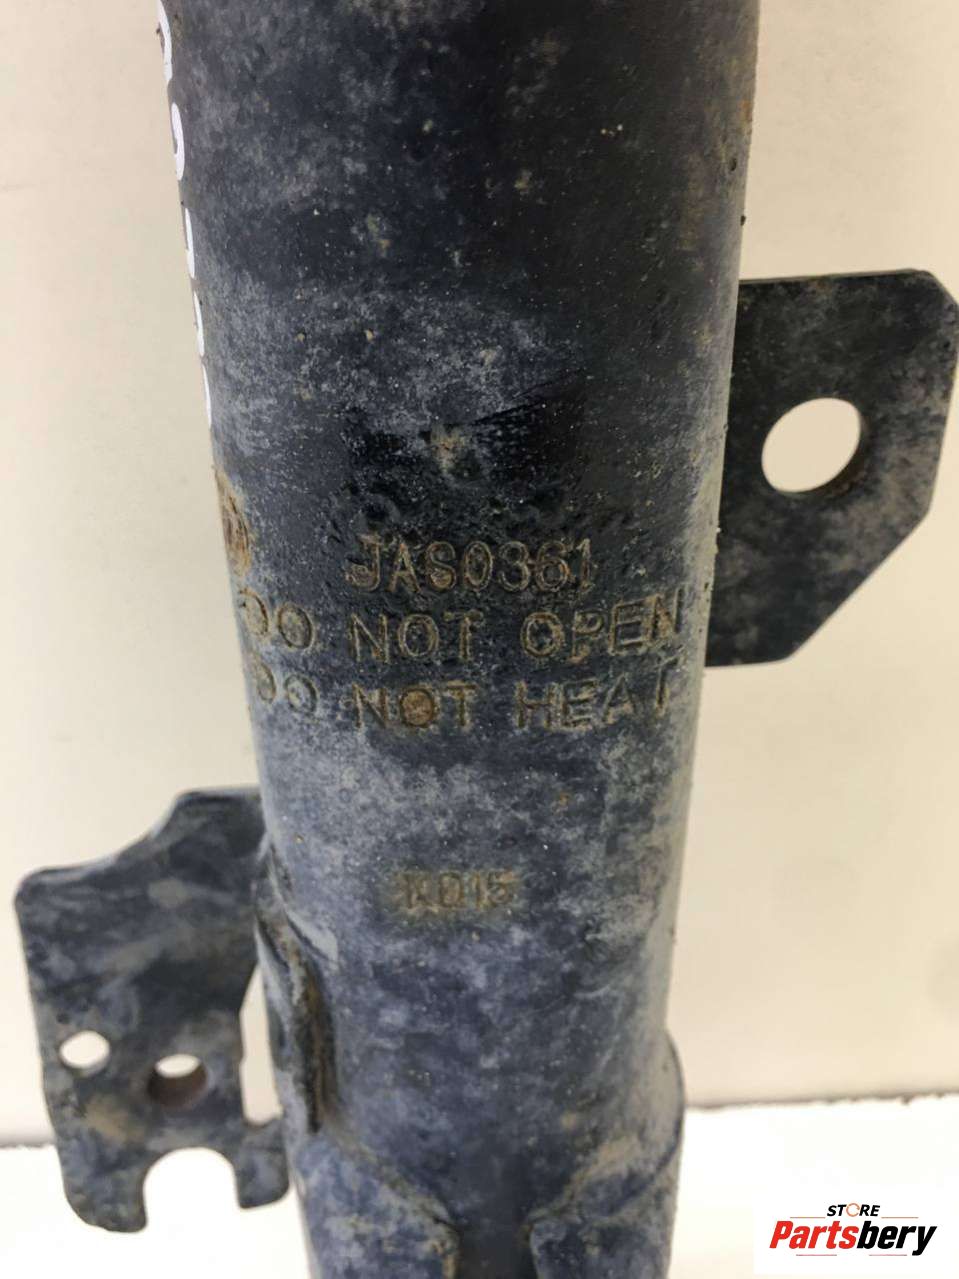 JAS0361
DO NOT OPEN
DO NOT HEAT
STORE
Partsbery